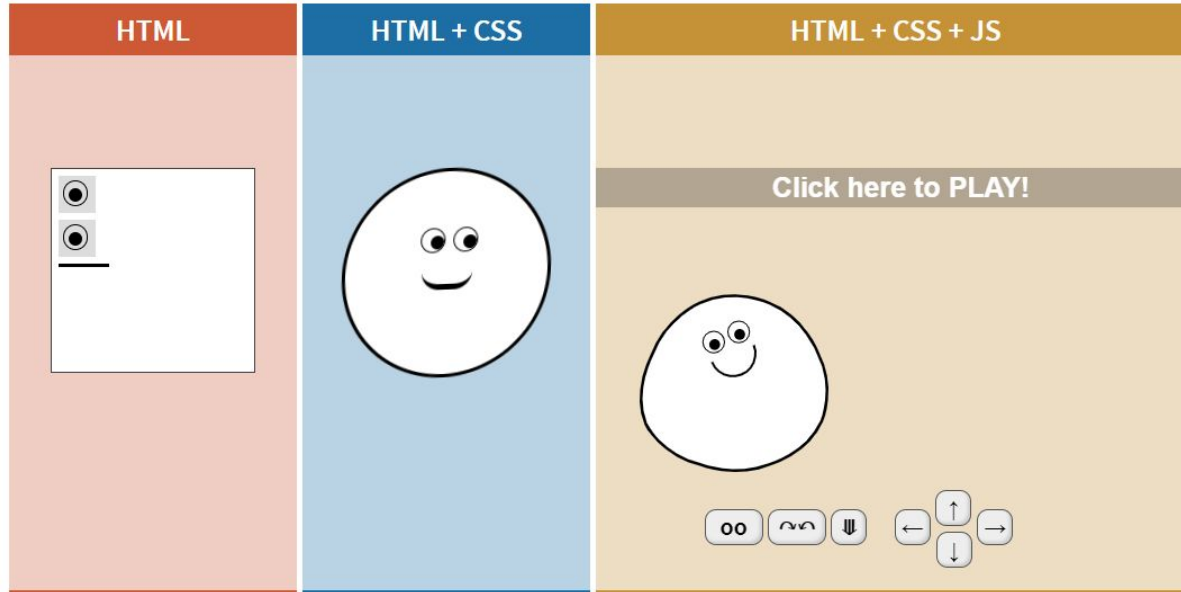 HTML
HTML + CSS
HTML + CSS + JS
Click here to PLAY!
oo
← ↑ ↓ →